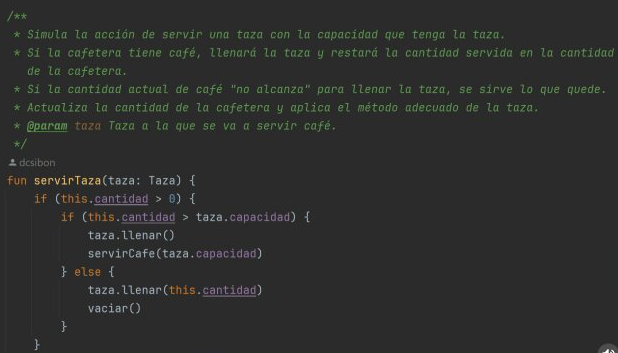 /**
 * Simula la acción de servir una taza con la capacidad que tenga la taza.
 * Si la cafetera tiene café, llenará la taza y restará la cantidad servida en la cantidad
   de la cafetera.
 * Si la cantidad actual de café "no alcanza" para llenar la taza, se sirve lo que quede.
 * Actualiza la cantidad de la cafetera y aplica el método adecuado de la taza.
 * @param taza Taza a la que se va a servir café.
 */
dcsibon
fun servirTaza(taza: Taza) {
    if (this.cantidad > 0) {
        if (this.cantidad > taza.capacidad) {
            taza.llenar()
            servirCafe(taza.capacidad)
        } else {
            taza.llenar(this.cantidad)
            vaciar()
        }
    }